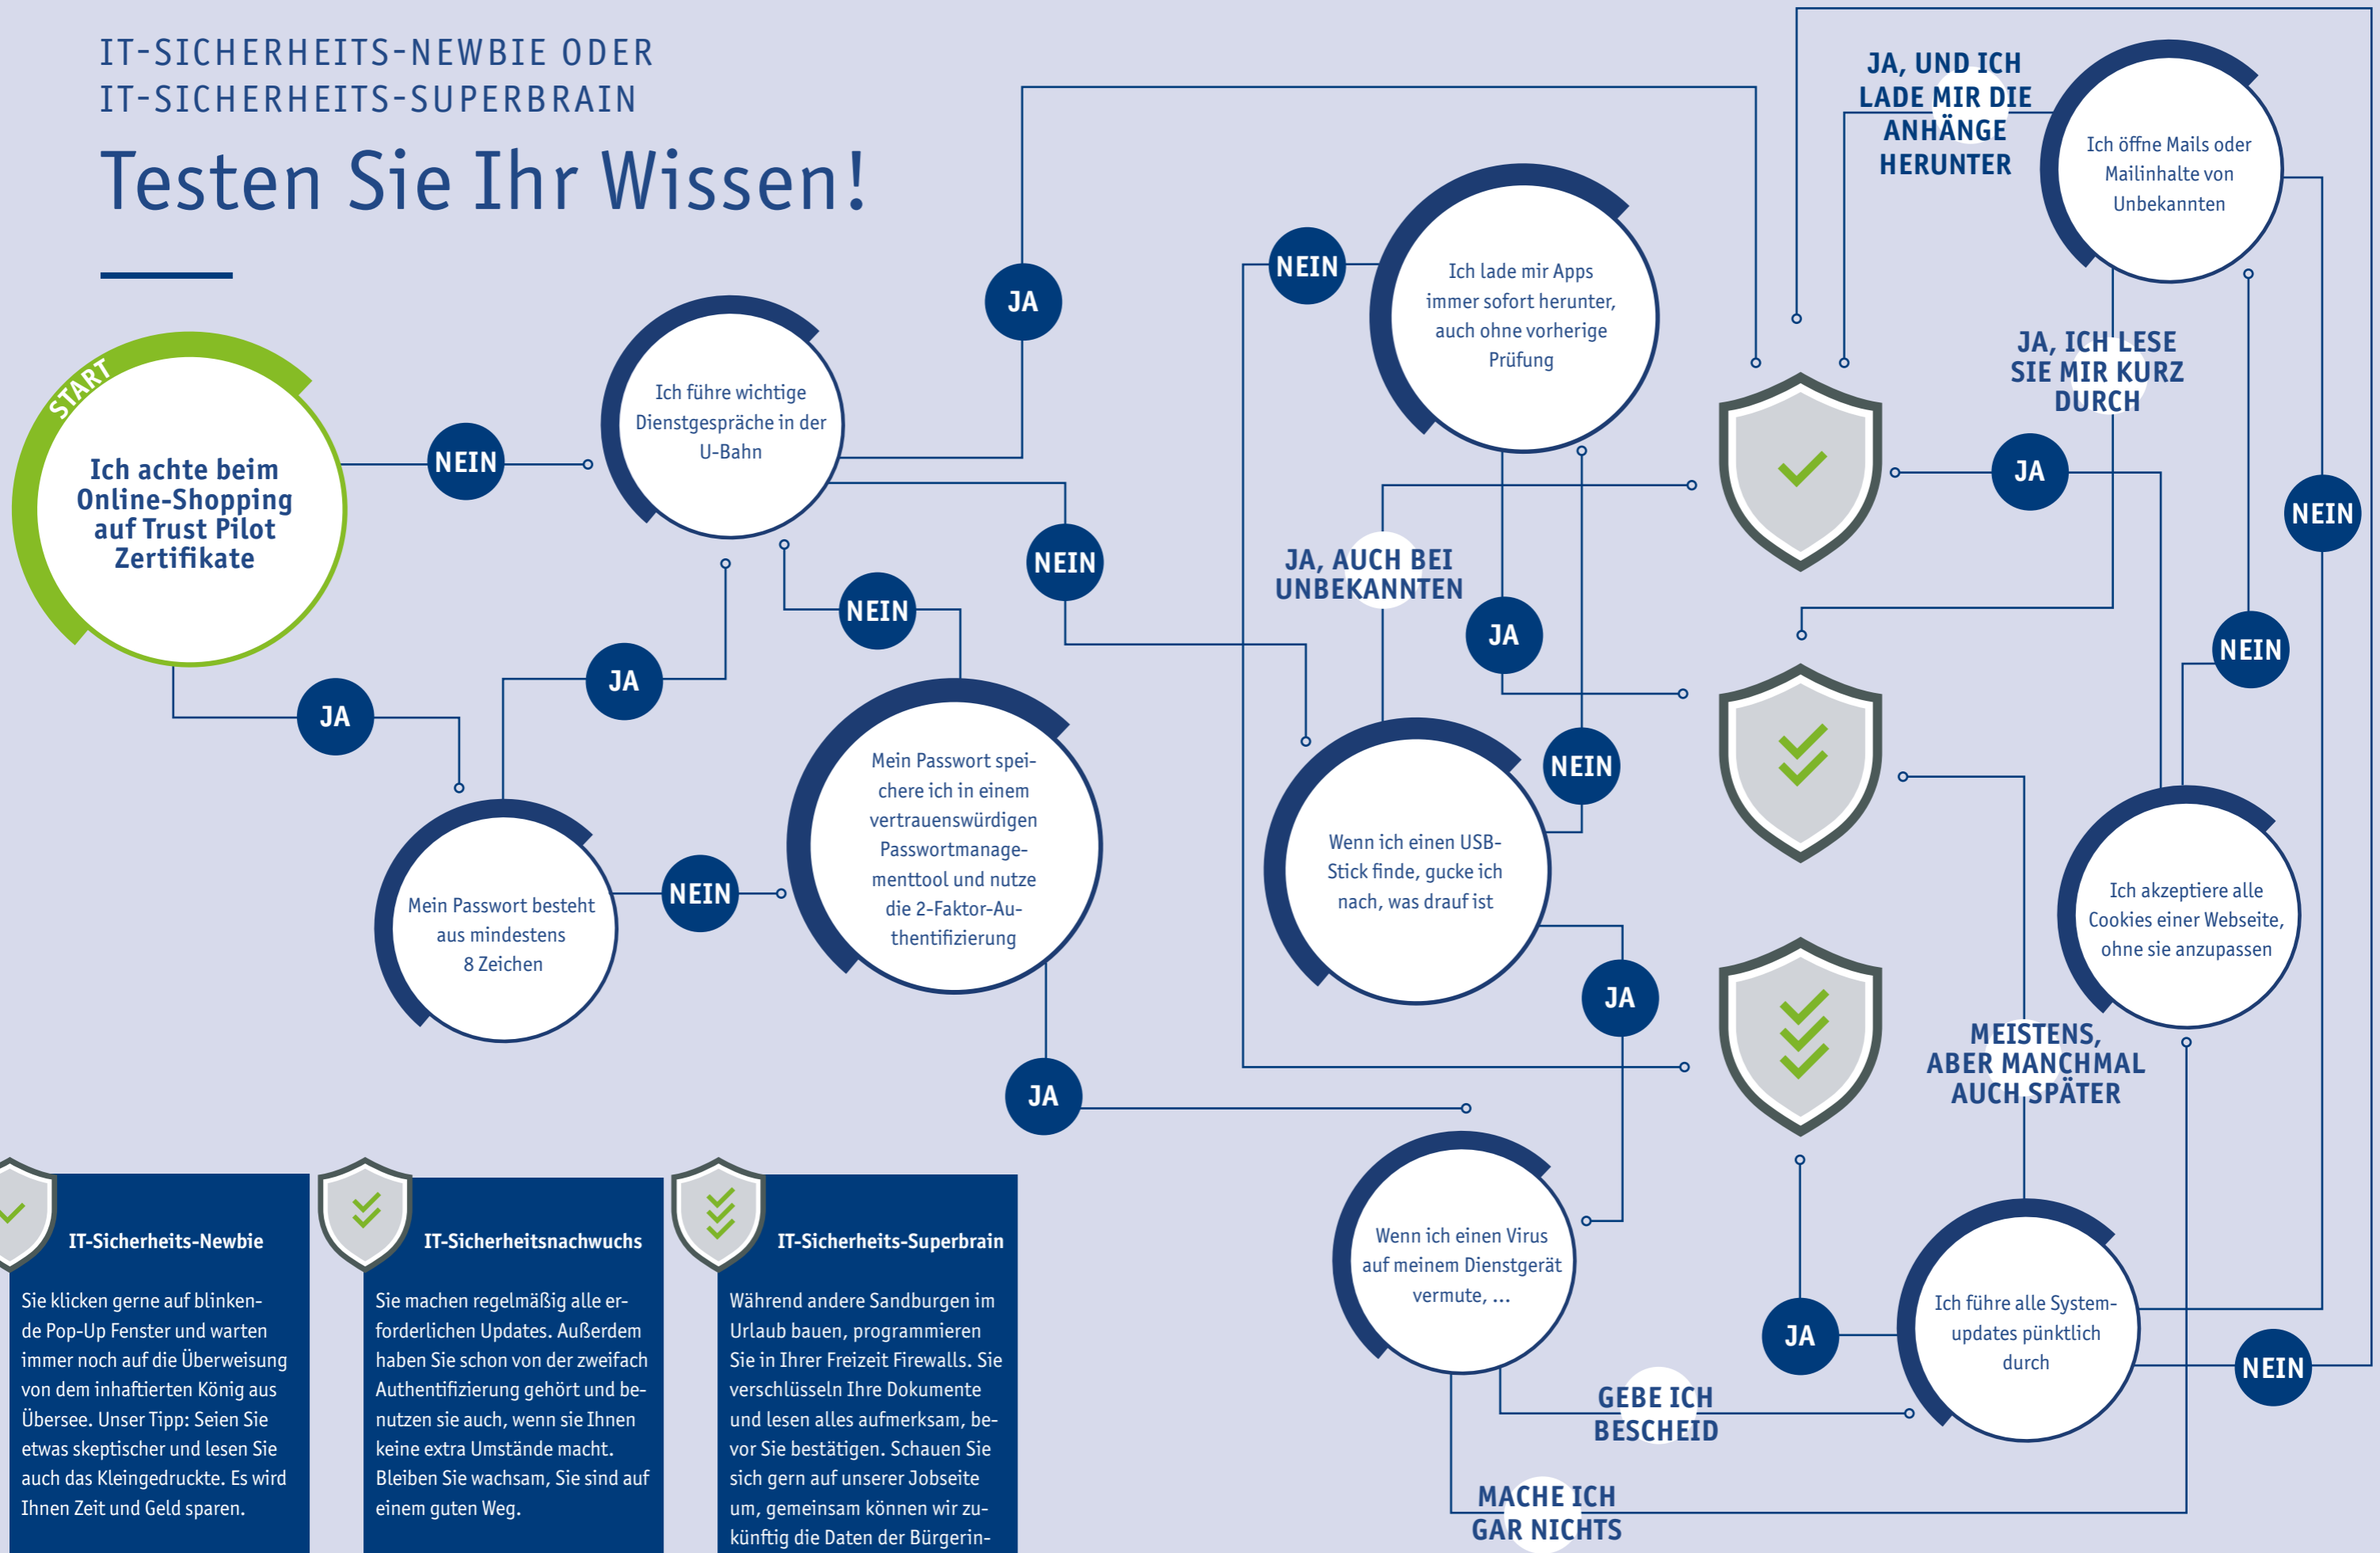 IT-SICHERHEITS-NEWBIE ODER
IT-SICHERHEITS-SUPERBRAIN
Testen Sie Ihr Wissen!
START
Ich achte beim
Online-Shopping
auf Trust Pilot
Zertifikate
NEIN
JA
Ich führe wichtige
Dienstgespräche in der
U-Bahn
JA
NEIN
NEIN
JA
Mein Passwort besteht
aus mindestens
8 Zeichen
NEIN
Mein Passwort spei-
chere ich in einem
vertrauenswürdigen
Passwortmanage-
menttool und nutze
die 2-Faktor-Au-
thentifizierung
JA
NEIN
Ich lade mir Apps
immer sofort herunter,
auch ohne vorherige
Prüfung
JA, AUCH BEI
UNBEKANNTEN
JA
NEIN
Wenn ich einen USB-
Stick finde, gucke ich
nach, was drauf ist
JA
Wenn ich einen Virus
auf meinem Dienstgerät
vermute, ...
GEBE ICH
BESCHEID
MACHE ICH
GAR NICHTS
JA, UND ICH
LADE MIR DIE
ANHÄNGE
HERUNTER
Ich öffne Mails oder
Mailinhalte von
Unbekannten
JA, ICH LESE
SIE MIR KURZ
DURCH
JA
NEIN
NEIN
Ich akzeptiere alle
Cookies einer Webseite,
ohne sie anzupassen
MEISTENS,
ABER MANCHMAL
AUCH SPÄTER
JA
Ich führe alle System-
updates pünktlich
durch
NEIN
IT-Sicherheits-Newbie
Sie klicken gerne auf blinken-
de Pop-Up Fenster und warten
immer noch auf die Überweisung
von dem inhaftierten König aus
Übersee. Unser Tipp: Seien Sie
etwas skeptischer und lesen Sie
auch das Kleingedruckte. Es wird
Ihnen Zeit und Geld sparen.
IT-Sicherheitsnachwuchs
Sie machen regelmäßig alle er-
forderlichen Updates. Außerdem
haben Sie schon von der zweifach
Authentifizierung gehört und be-
nutzen sie auch, wenn sie Ihnen
keine extra Umstände macht.
Bleiben Sie wachsam, Sie sind auf
einem guten Weg.
IT-Sicherheits-Superbrain
Während andere Sandburgen im
Urlaub bauen, programmieren
Sie in Ihrer Freizeit Firewalls. Sie
verschlüsseln Ihre Dokumente
und lesen alles aufmerksam, be-
vor Sie bestätigen. Schauen Sie
sich gern auf unserer Jobseite
um, gemeinsam können wir zu-
künftig die Daten der Bürgerin-